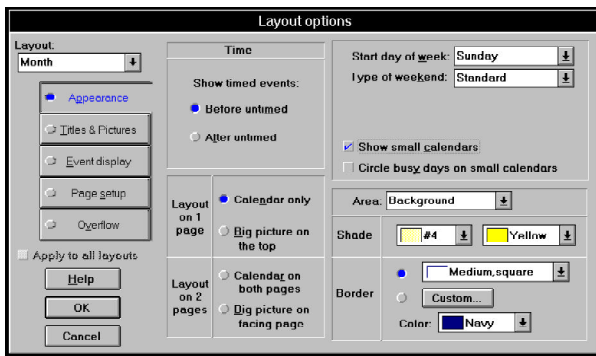 Layout options
Layout:
Month
Appearance
Titles & Pictures
Event display
Page setup
Overflow
Apply to all layouts
Help
OK
Cancel
Time
Show timed events:
Before untimed
After untimed
Layout
on 1
page
Calendar only
Big picture on
the top
Layout
on 2
pages
Calendar on
both pages
Big picture on
facing page
Start day of week: Sunday
Type of weekend: Standard
Show small calendars
Circle busy days on small calendars
Area: Background
Shade #4 Yellow
Border Medium,square
Custom...
Color: Navy